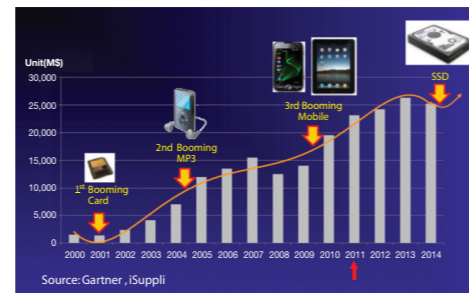 Unit(M$)
30,000
25,000
20,000
15,000
10,000
5,000
0
1st Booming
Card
2nd Booming
MP3
3rd Booming
Mobile
SSD
2000 2001 2002 2003 2004 2005 2006 2007 2008 2009 2010 2011 2012 2013 2014
Source: Gartner , iSuppli